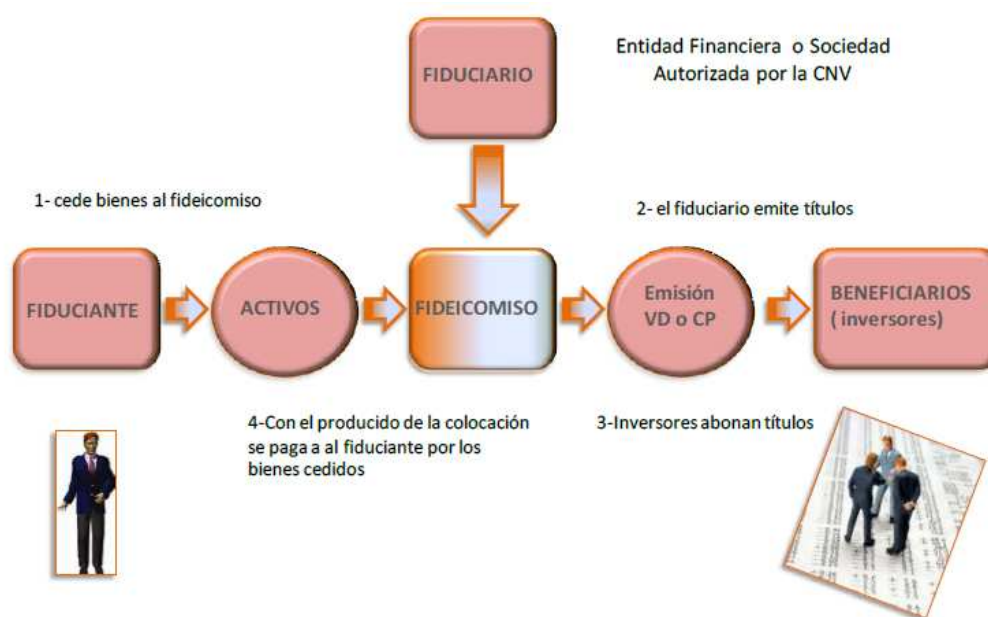 FIDUCIARIO
Entidad Financiera o Sociedad
Autorizada por la CNV
1- cede bienes al fideicomiso
2- el fiduciario emite títulos
FIDUCIANTE
ACTIVOS
FIDEICOMISO
Emisión
VD o CP
BENEFICIARIOS
( inversores)
4-Con el producido de la colocación
se paga a al fiduciante por los
bienes cedidos
3-Inversores abonan títulos